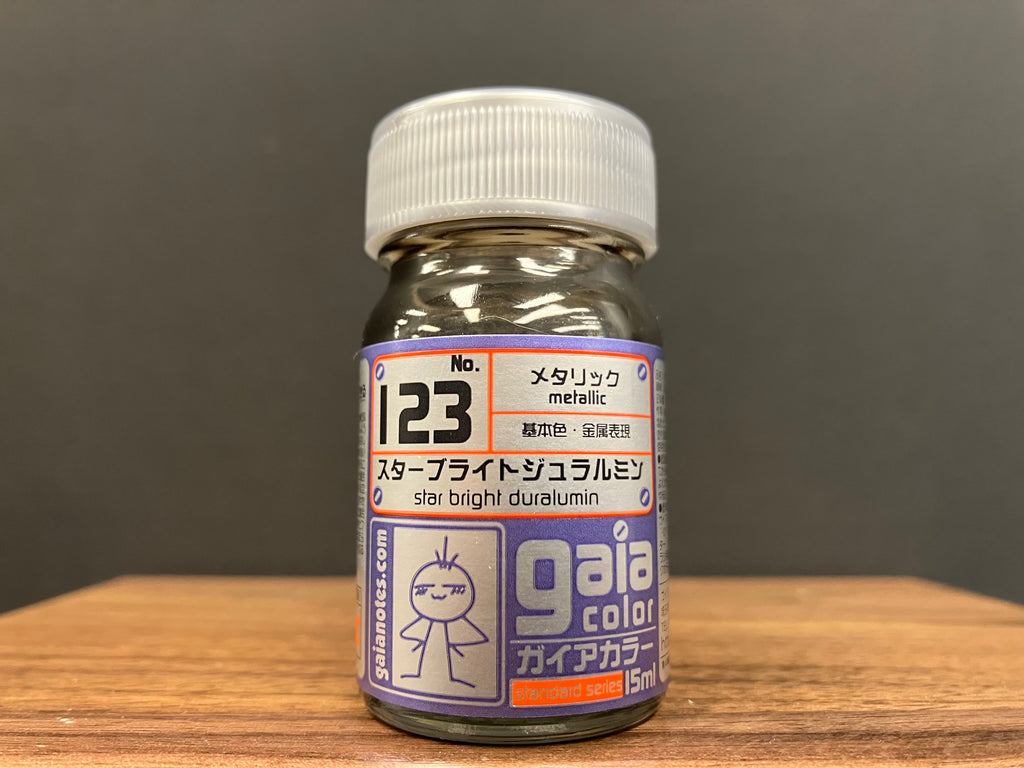 No.
123
メタリック
metallic
基本色・金属表現
スターブライトジュラルミン
star bright duralumin
gaianotes.com
gaia
color
ガイアカラー
standard series
15ml